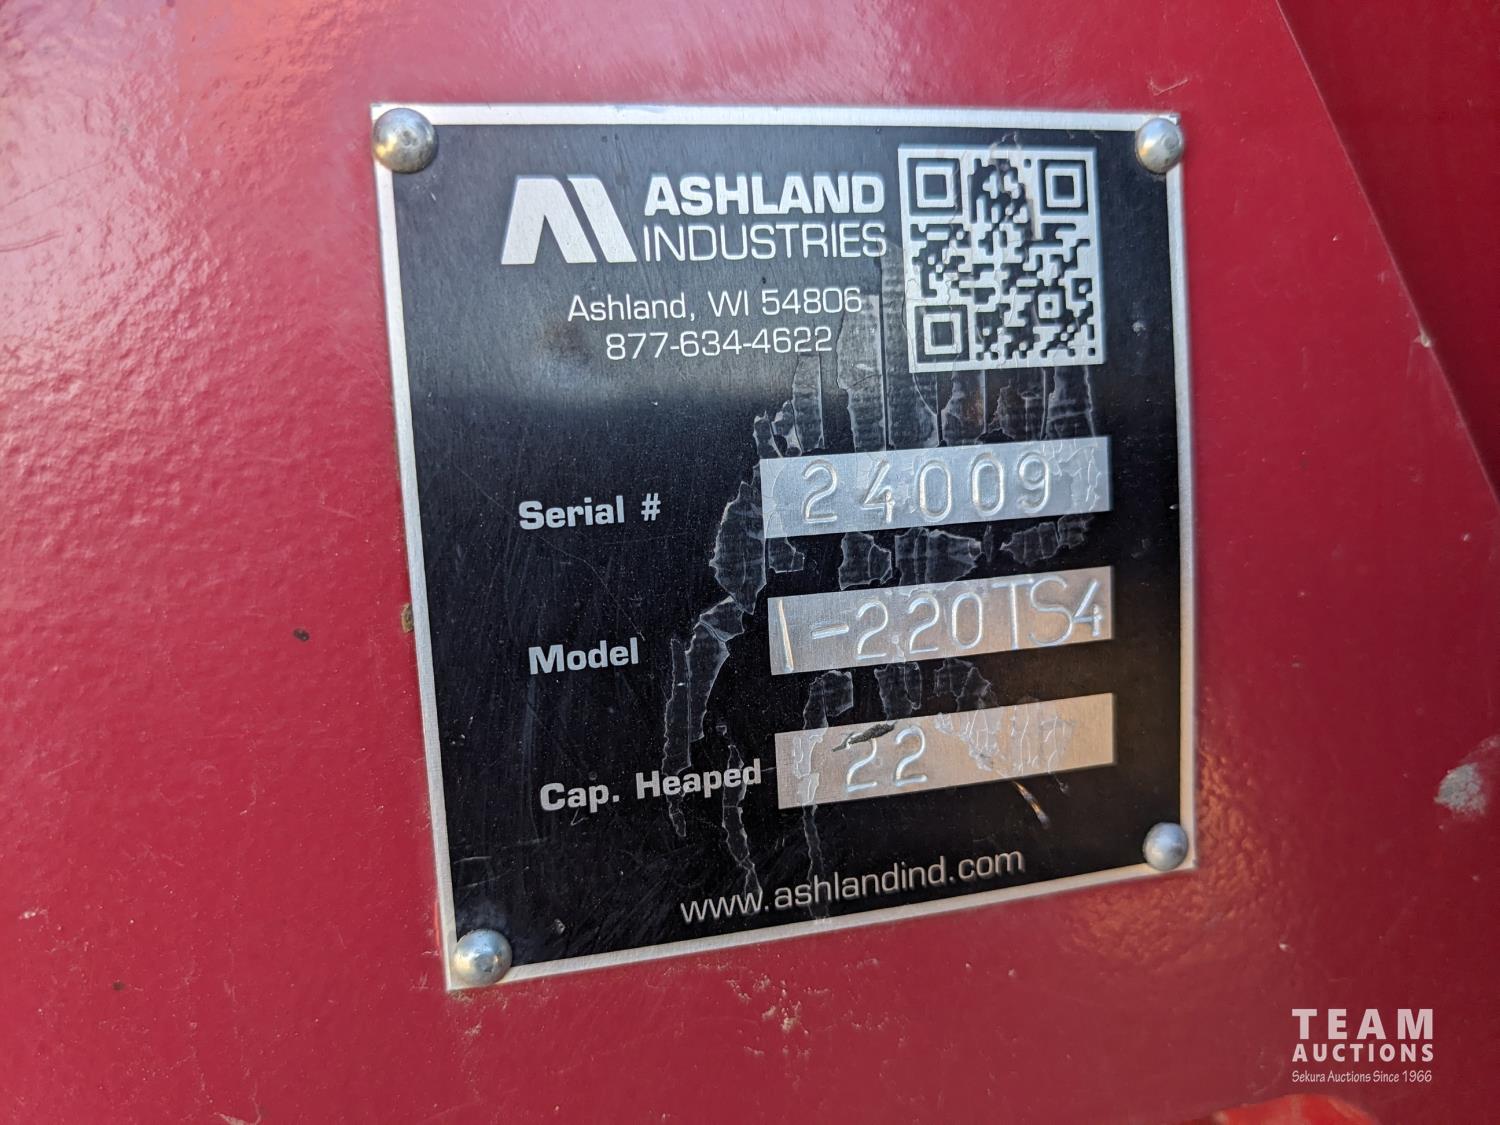 ASHLAND
INDUSTRIES
Ashland, WI 54806
877-634-4622
Serial # 24009
Model I-220TS4
Cap. Heaped 22
www.ashlandind.com
TEAM
AUCTIONS
Sekura Auctions Since 1966